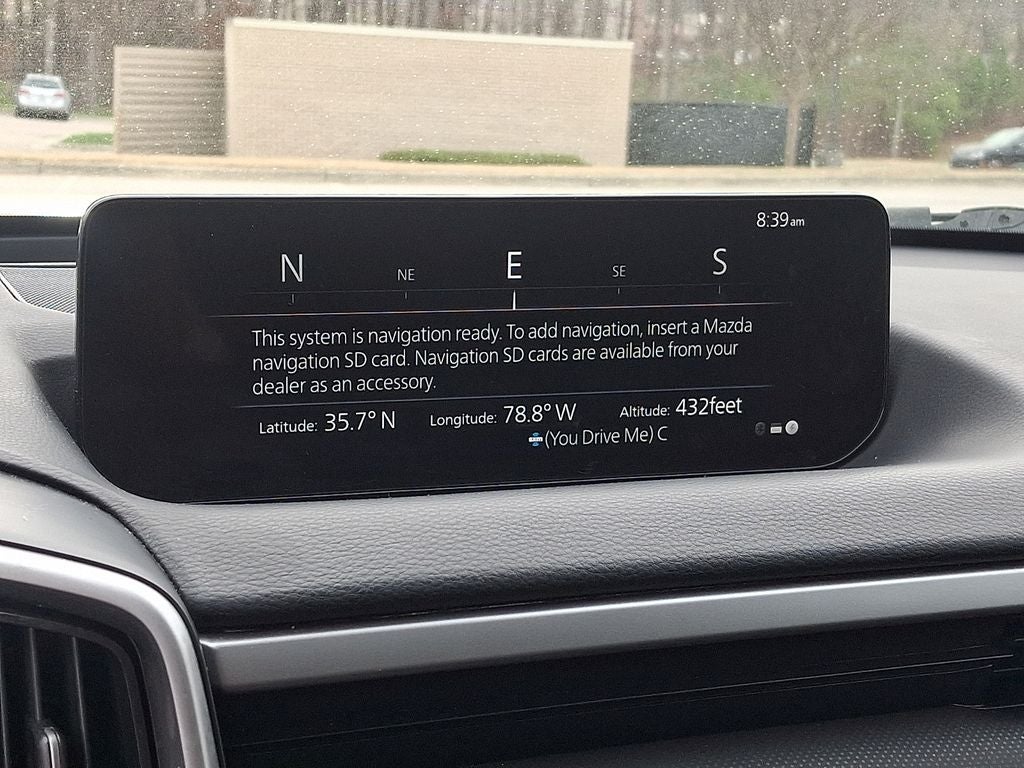 8:39am
N NE E SE S
This system is navigation ready. To add navigation, insert a Mazda
navigation SD card. Navigation SD cards are available from your
dealer as an accessory.
Latitude: 35.7° N Longitude: 78.8° W Altitude: 432feet
(You Drive Me) C